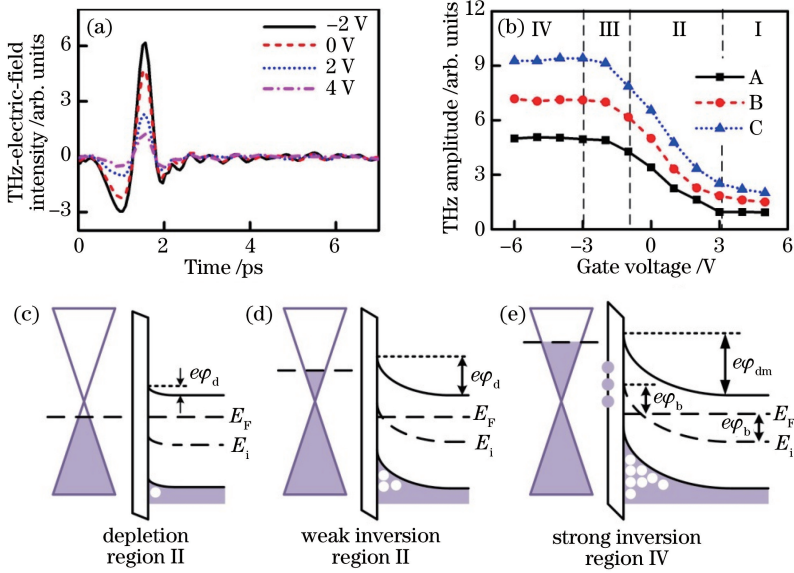 (a)
−2 V
0 V
2 V
4 V
6
3
0
−3
THz-electric-field
intensity /arb. units
0
2
4
6
Time /ps
(b)
IV
III
II
I
A
B
C
12
9
6
3
0
THz amplitude /arb. units
−6
−3
0
3
6
Gate voltage /V
(c)
eφd
EF
Ei
depletion
region II
(d)
eφd
EF
Ei
weak inversion
region II
(e)
eφdm
eφb
EF
eφb
Ei
strong inversion
region IV